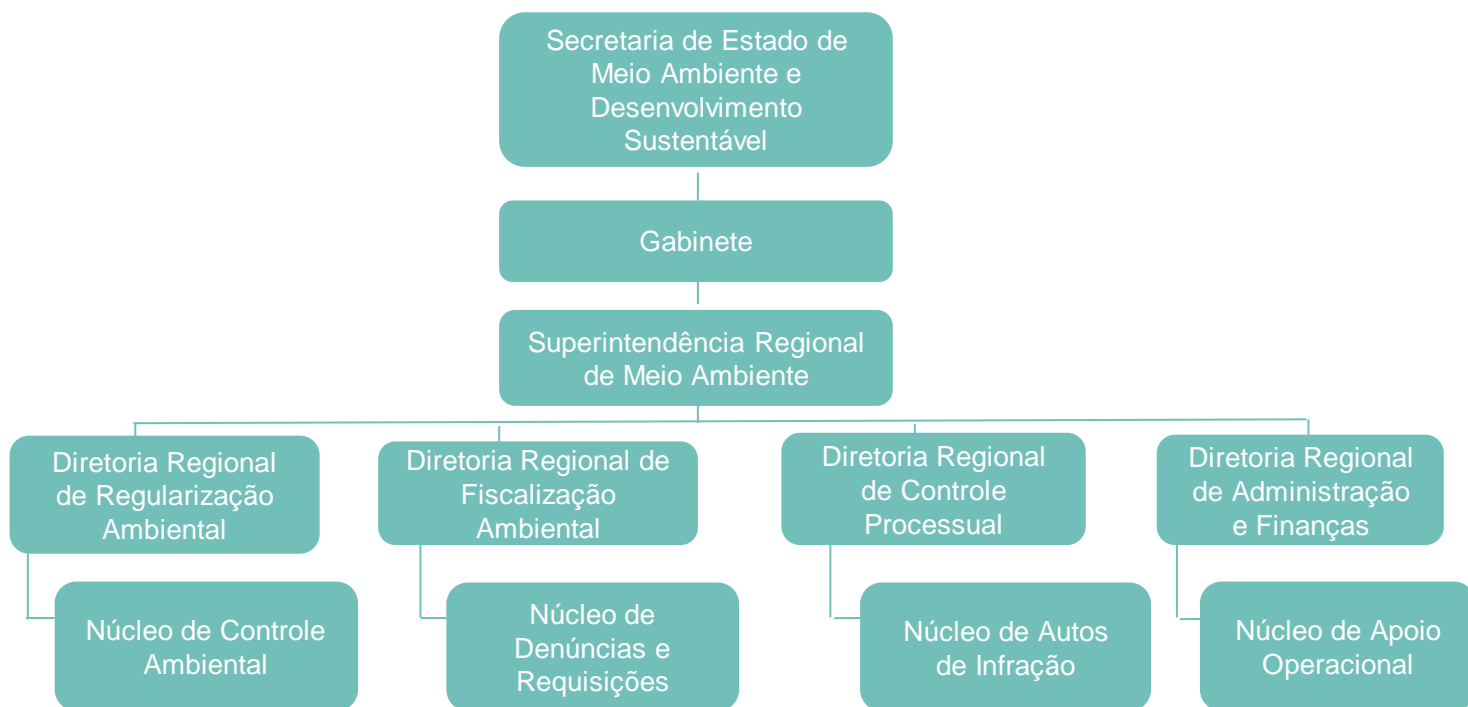 Secretaria de Estado de
Meio Ambiente e
Desenvolvimento
Sustentável
Gabinete
Superintendência Regional
de Meio Ambiente
Diretoria Regional
de Regularização
Ambiental
Diretoria Regional de
Fiscalização
Ambiental
Diretoria Regional
de Controle
Processual
Diretoria Regional
de Administração
e Finanças
Núcleo de Controle
Ambiental
Núcleo de
Denúncias e
Requisições
Núcleo de Autos
de Infração
Núcleo de Apoio
Operacional